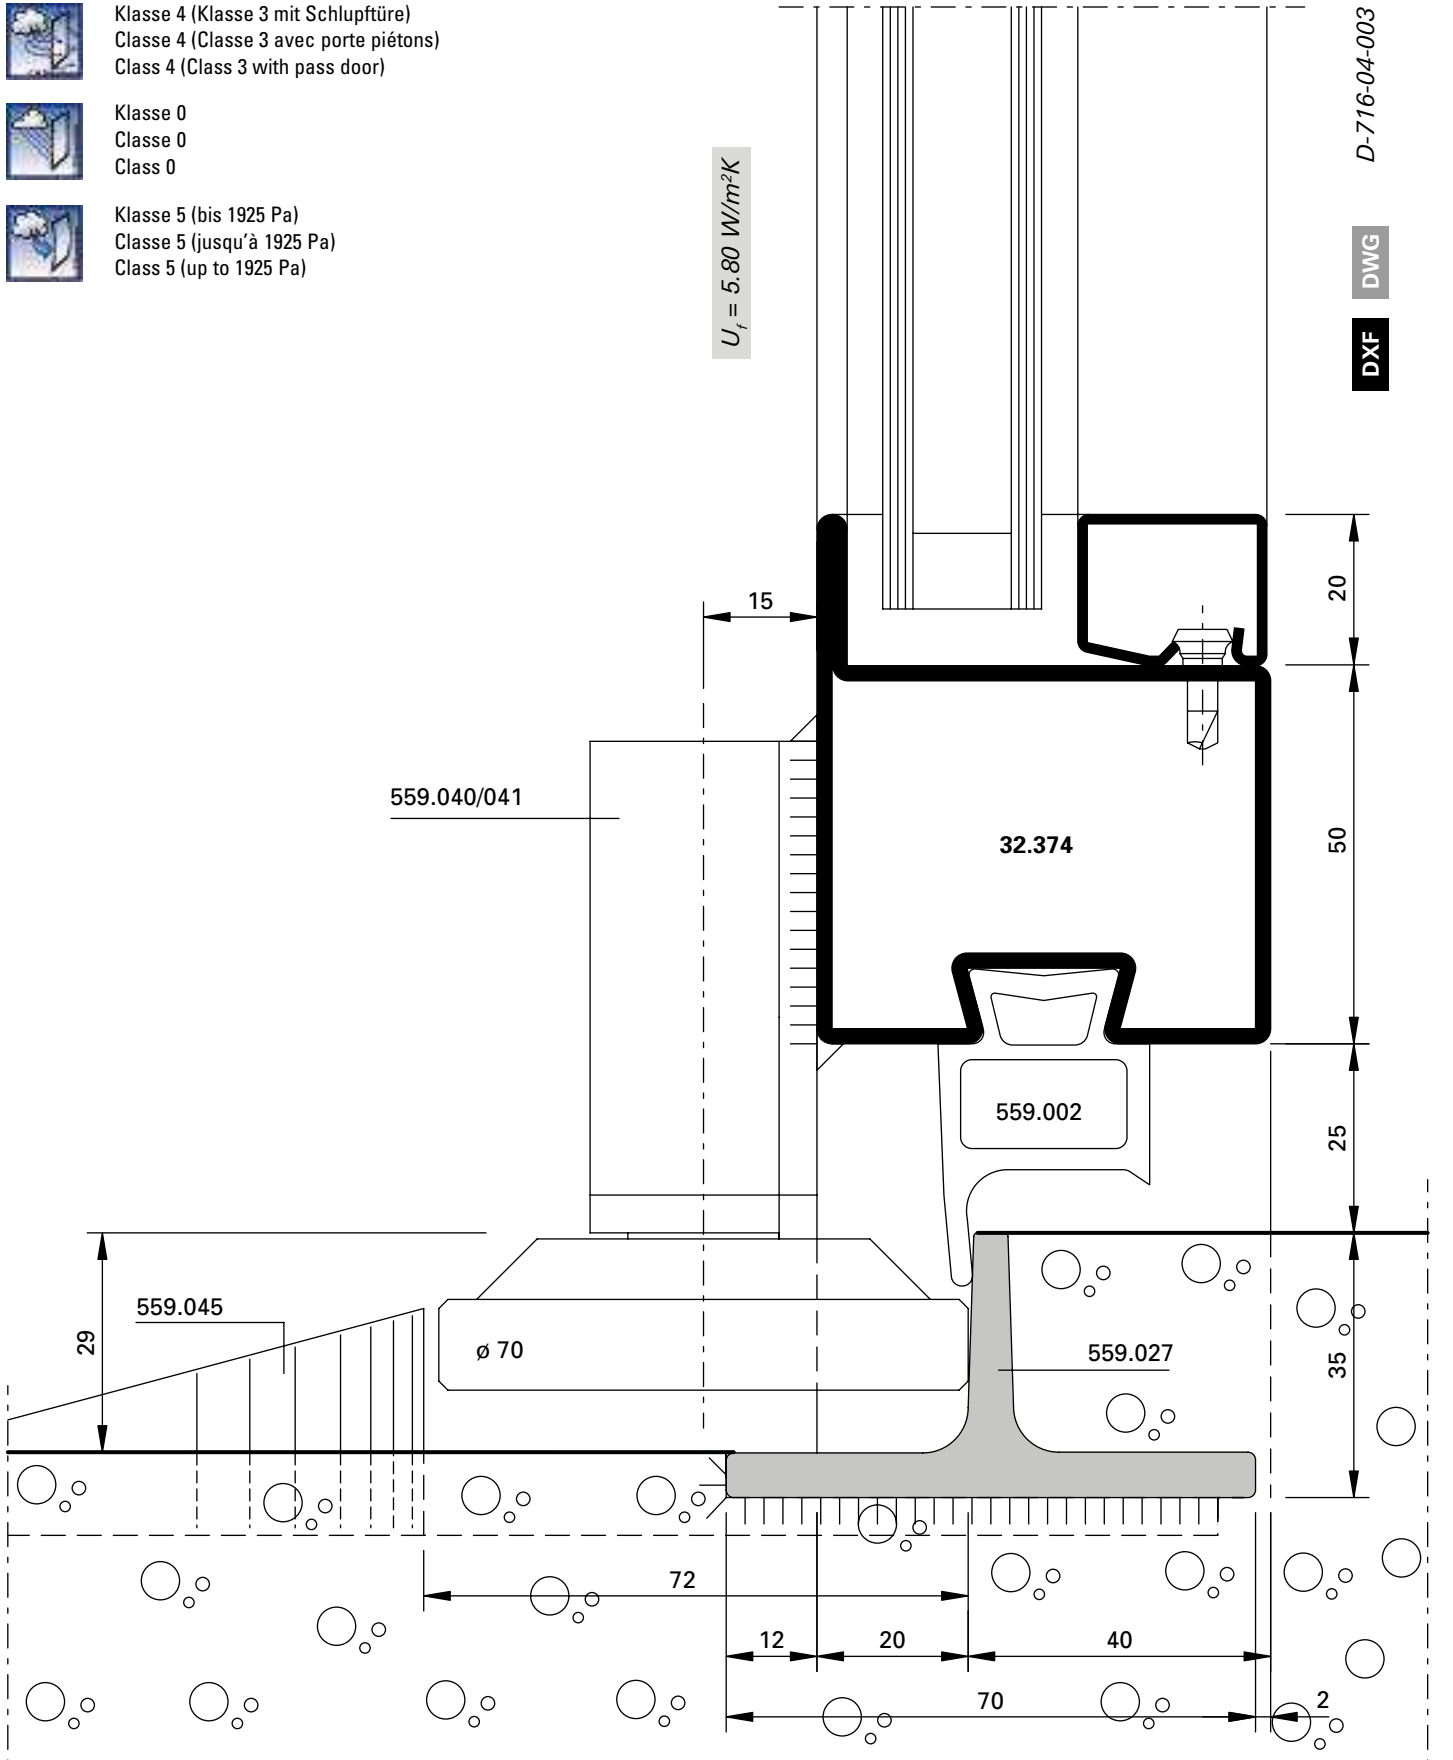 Klasse 4 (Klasse 3 mit Schlupftüre)
Classe 4 (Classe 3 avec porte piétons)
Class 4 (Class 3 with pass door)
Klasse 0
Classe 0
Class 0
Klasse 5 (bis 1925 Pa)
Classe 5 (jusqu'à 1925 Pa)
Class 5 (up to 1925 Pa)
U_f = 5.80 W/m²K
D-716-04-003
DWG
DXF
15
20
559.040/041
32.374
50
559.002
25
559.045
29
ø 70
559.027
35
72
12
20
40
70
2